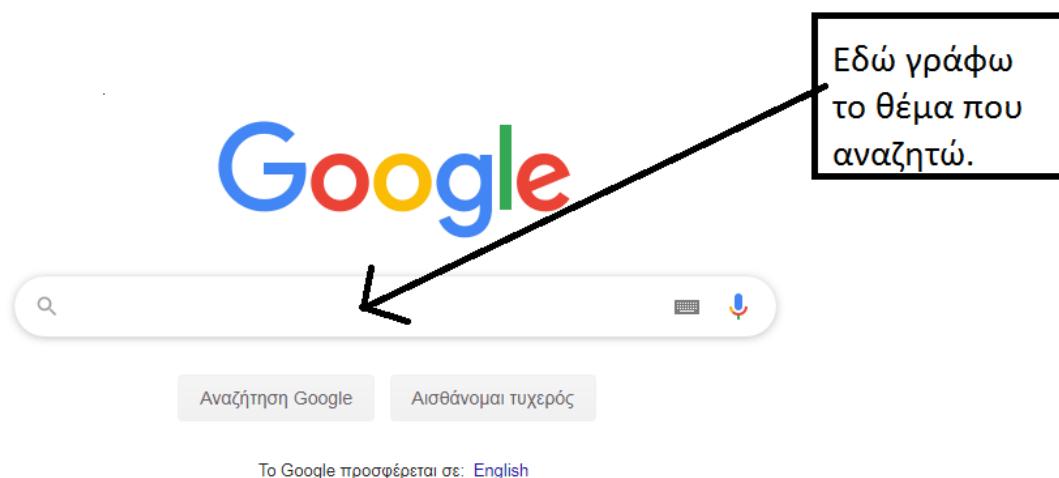 Εδώ γράφω
το θέμα που
αναζητώ.
Google
Αναζήτηση Google
Αισθάνομαι τυχερός
Το Google προσφέρεται σε: English